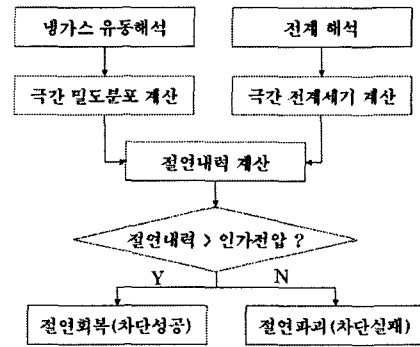 냉가스 유동해석
전계 해석
극간 밀도분포 계산
극간 전계세기 계산
절연내력 계산
절연내력 > 인가전압 ?
Y
N
절연회복(차단성공)
절연파괴(차단실패)